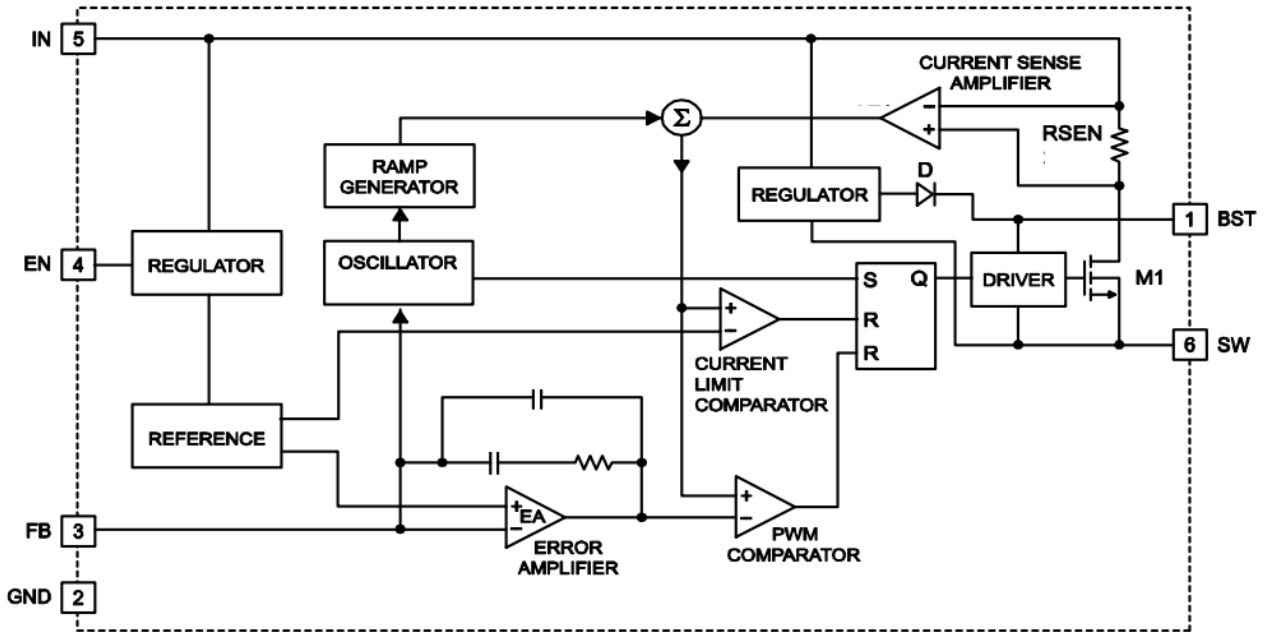 IN 5
CURRENT SENSE
AMPLIFIER
Σ
−
+
RSEN
RAMP
GENERATOR
REGULATOR
D
1 BST
EN 4
REGULATOR
OSCILLATOR
S Q
R
R
DRIVER
M1
+
−
CURRENT
LIMIT
COMPARATOR
6 SW
REFERENCE
+
EA
−
ERROR
AMPLIFIER
+
−
PWM
COMPARATOR
FB 3
GND 2